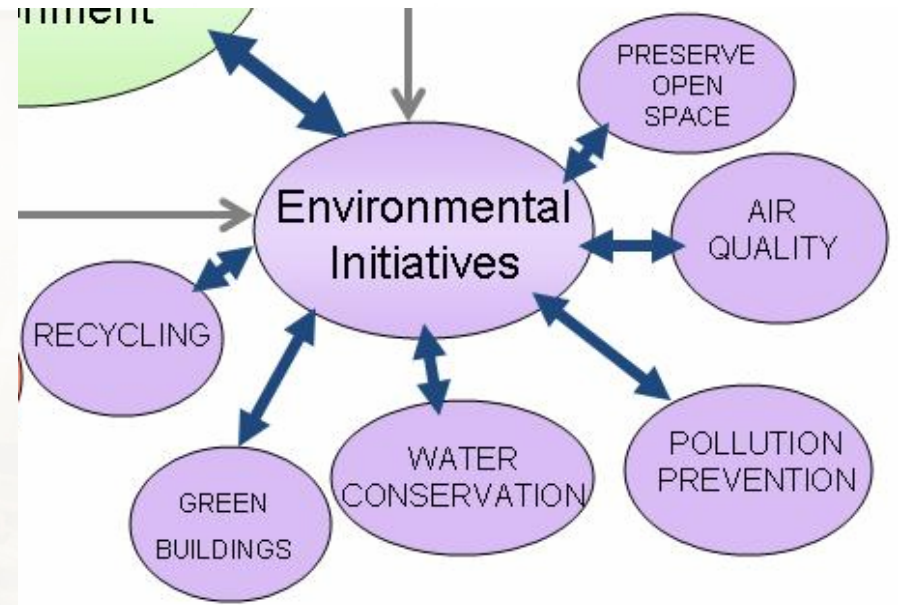 Environmental
Initiatives
PRESERVE
OPEN
SPACE
AIR
QUALITY
POLLUTION
PREVENTION
WATER
CONSERVATION
GREEN
BUILDINGS
RECYCLING